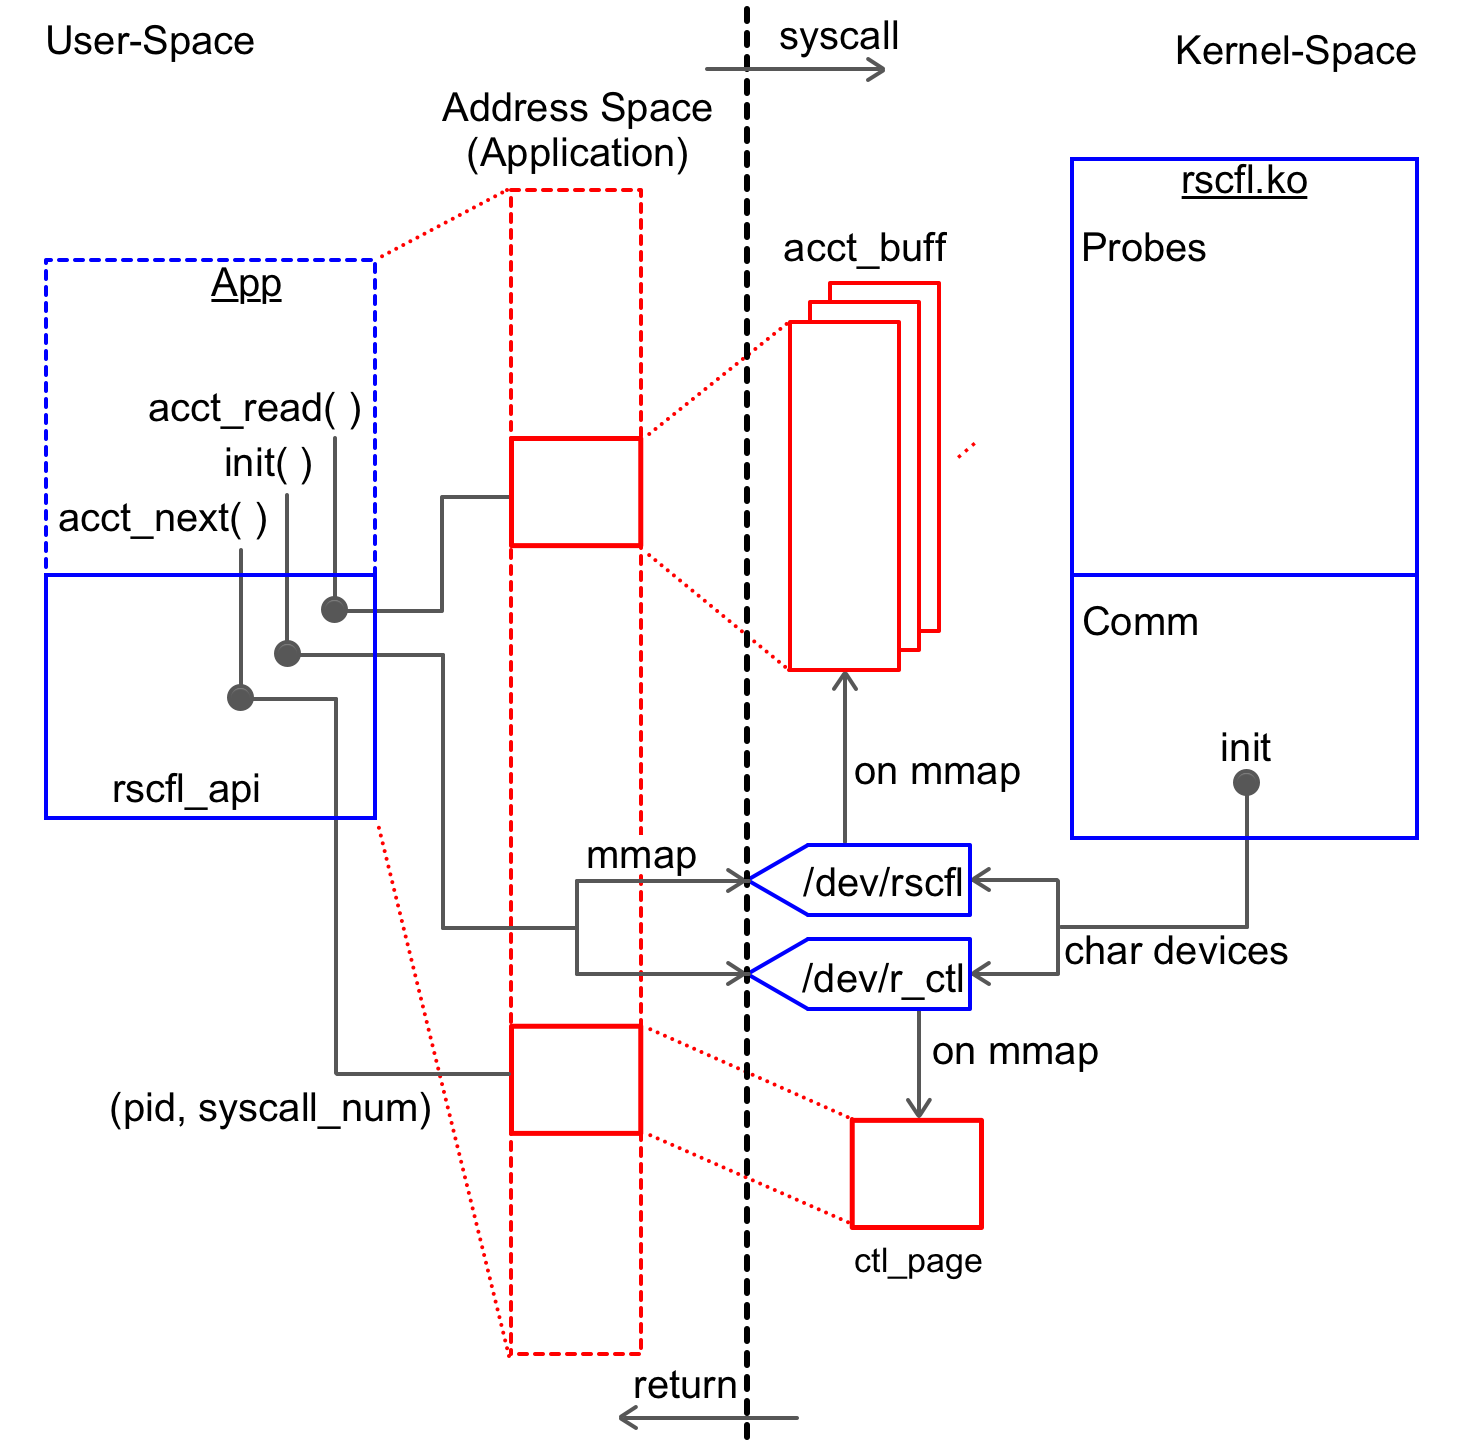 User-Space
syscall
Kernel-Space
Address Space
(Application)
rscfl.ko
Probes
acct_buff
App
acct_read( )
init( )
acct_next( )
Comm
init
on mmap
rscfl_api
mmap
/dev/rscfl
char devices
/dev/r_ctl
on mmap
(pid, syscall_num)
ctl_page
return